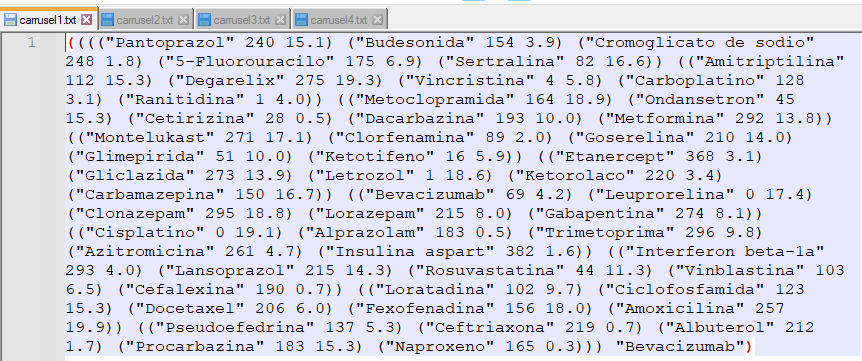 carrusel1.txt carrusel2.txt carrusel3.txt carrusel4.txt
1 (((("Pantoprazol" 240 15.1) ("Budesonida" 154 3.9) ("Cromoglicato de sodio"
248 1.8) ("5-Fluorouracilo" 175 6.9) ("Sertralina" 82 16.6)) (("Amitriptilina"
112 15.3) ("Degarelix" 275 19.3) ("Vincristina" 4 5.8) ("Carboplatino" 128
3.1) ("Ranitidina" 1 4.0)) (("Metoclopramida" 164 18.9) ("Ondansetron" 45
15.3) ("Cetirizina" 28 0.5) ("Dacarbazina" 193 10.0) ("Metformina" 292 13.8))
(("Montelukast" 271 17.1) ("Clorfenamina" 89 2.0) ("Goserelina" 210 14.0)
("Glimepirida" 51 10.0) ("Ketotifeno" 16 5.9)) (("Etanercept" 368 3.1)
("Gliclazida" 273 13.9) ("Letrozol" 1 18.6) ("Ketorolaco" 220 3.4)
("Carbamazepina" 150 16.7)) (("Bevacizumab" 69 4.2) ("Leuprorelina" 0 17.4)
("Clonazepam" 295 18.8) ("Lorazepam" 215 8.0) ("Gabapentina" 274 8.1))
(("Cisplatino" 0 19.1) ("Alprazolam" 183 0.5) ("Trimetoprima" 296 9.8)
("Azitromicina" 261 4.7) ("Insulina aspart" 382 1.6)) (("Interferon beta-1a"
293 4.0) ("Lansoprazol" 215 14.3) ("Rosuvastatina" 44 11.3) ("Vinblastina" 103
6.5) ("Cefalexina" 190 0.7)) (("Loratadina" 102 9.7) ("Ciclofosfamida" 123
15.3) ("Docetaxel" 206 6.0) ("Fexofenadina" 156 18.0) ("Amoxicilina" 257
19.9)) (("Pseudoefedrina" 137 5.3) ("Ceftriaxona" 219 0.7) ("Albuterol" 212
1.7) ("Procarbazina" 183 15.3) ("Naproxeno" 165 0.3))) "Bevacizumab")